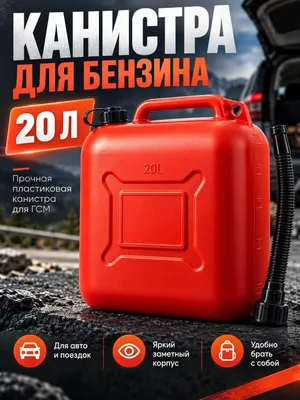 КАНИСТРА
ДЛЯ БЕНЗИНА
20 Л
Прочная
пластиковая
канистра
для ГСМ
20L
Для авто
и поездок
Яркий
заметный
корпус
Удобно
брать
с собой